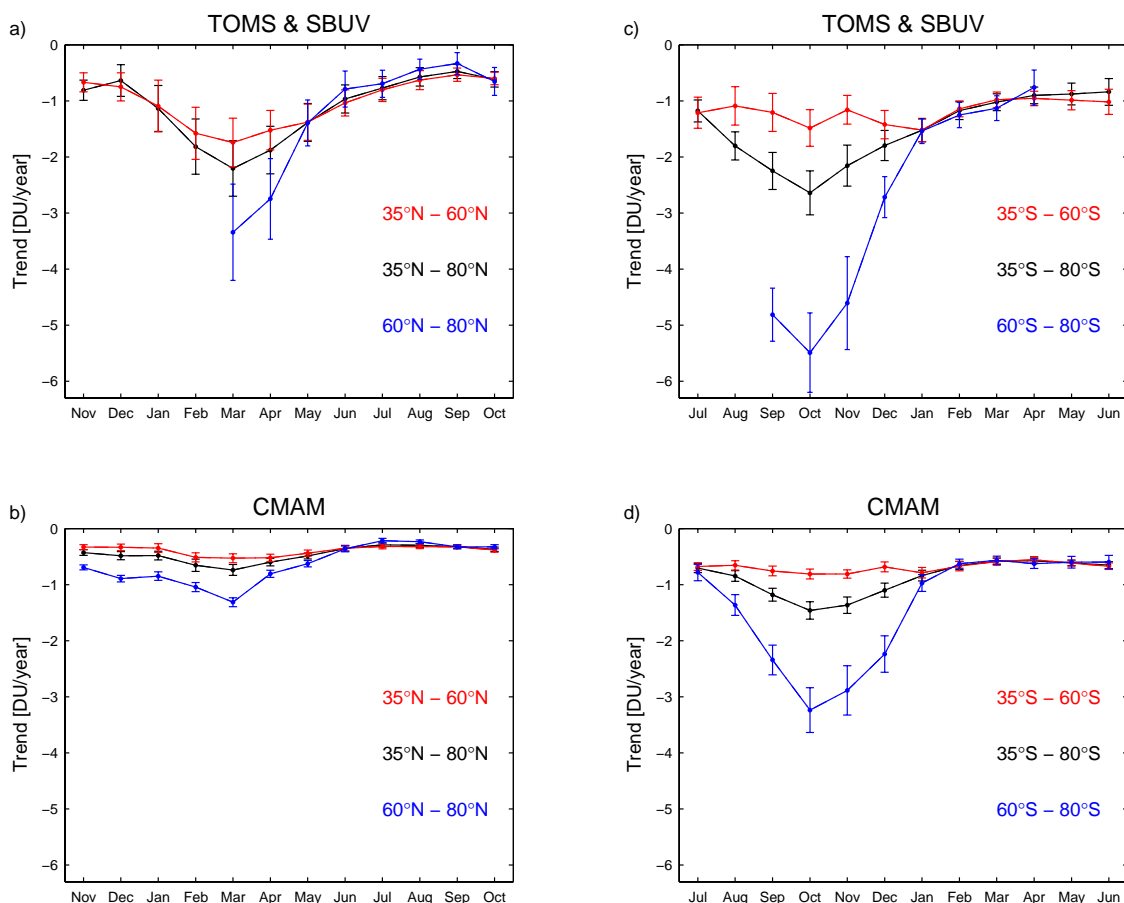 a)
TOMS & SBUV
0
−1
−2
−3
−4
−5
−6
Trend [DU/year]
35°N − 60°N
35°N − 80°N
60°N − 80°N
Nov Dec Jan Feb Mar Apr May Jun Jul Aug Sep Oct
c)
TOMS & SBUV
0
−1
−2
−3
−4
−5
−6
Trend [DU/year]
35°S − 60°S
35°S − 80°S
60°S − 80°S
Jul Aug Sep Oct Nov Dec Jan Feb Mar Apr May Jun
b)
CMAM
0
−1
−2
−3
−4
−5
−6
Trend [DU/year]
35°N − 60°N
35°N − 80°N
60°N − 80°N
Nov Dec Jan Feb Mar Apr May Jun Jul Aug Sep Oct
d)
CMAM
0
−1
−2
−3
−4
−5
−6
Trend [DU/year]
35°S − 60°S
35°S − 80°S
60°S − 80°S
Jul Aug Sep Oct Nov Dec Jan Feb Mar Apr May Jun